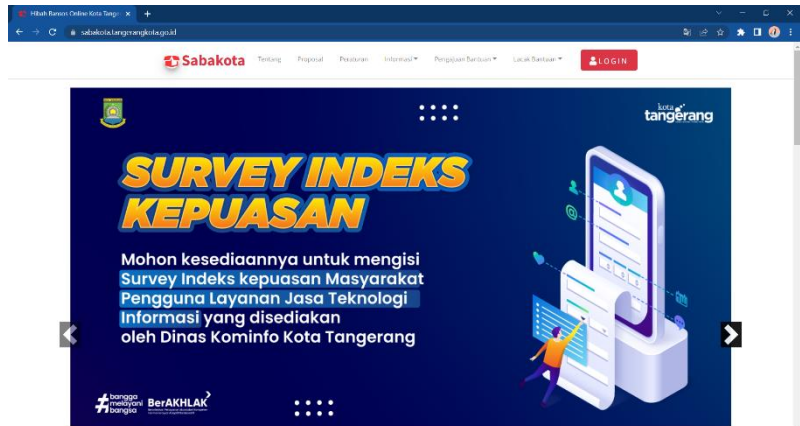 Hibah Bansos Online Kota Tange
sabakota.tangerangkota.go.id
Sabakota Tentang Proposal Peraturan Informasi Pengajuan Bantuan Lacak Bantuan LOGIN
kota tangerang
SURVEY INDEKS
KEPUASAN
Mohon kesediaannya untuk mengisi
Survey Indeks kepuasan Masyarakat
Pengguna Layanan Jasa Teknologi
Informasi yang disediakan
oleh Dinas Kominfo Kota Tangerang
#bangga
melayani
bangsa
BerAKHLAK